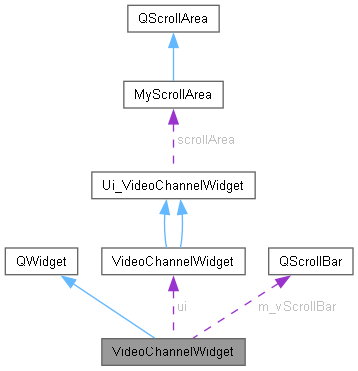 QScrollArea
MyScrollArea
scrollArea
Ui_VideoChannelWidget
QWidget
VideoChannelWidget
QScrollBar
ui
m_vScrollBar
VideoChannelWidget